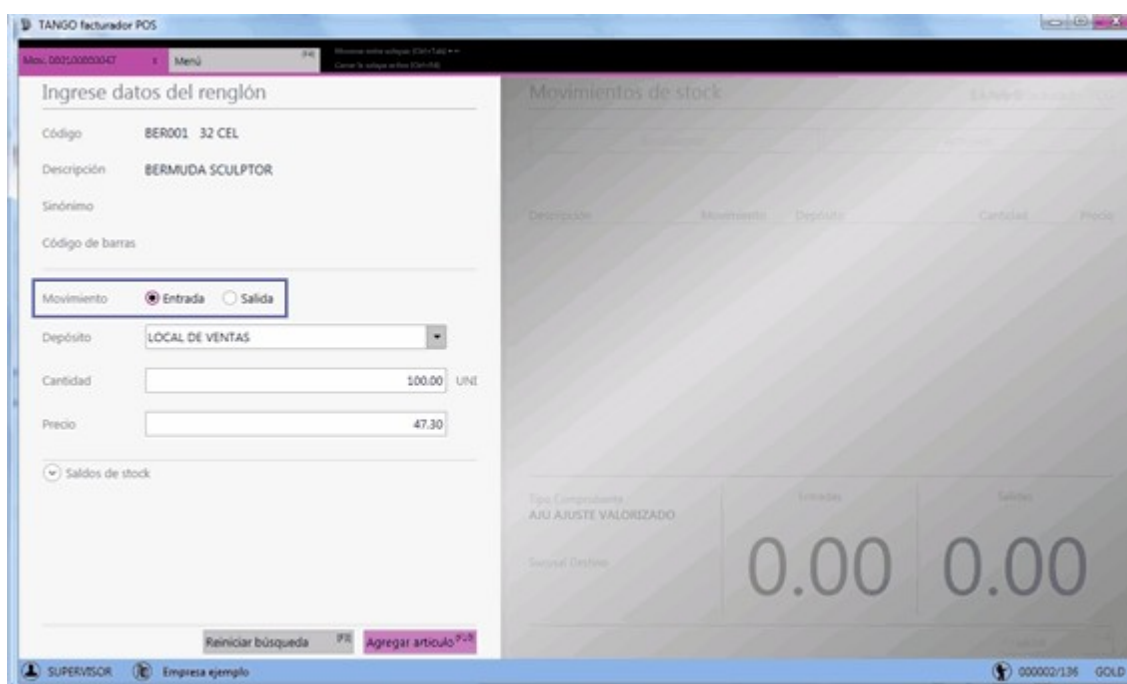 TANGO facturador POS
Menú
Ingrese datos del renglón
Movimientos de stock
Código BER001 32 CEL
Descripción BERMUDA SCULPTOR
Sinónimo
Descripción Movimiento Depósito Cantidad Precio
Código de barras
Movimiento Entrada Salida
Depósito LOCAL DE VENTAS
Cantidad 100.00 UNI
Precio 47.30
Saldos de stock
Tipo Comprobante Entradas Salidas
AJU AJUSTE VALORIZADO
0.00 0.00
Sucursal Destino
Reiniciar búsqueda Agregar artículo
SUPERVISOR Empresa ejemplo 000002/136 GOLD